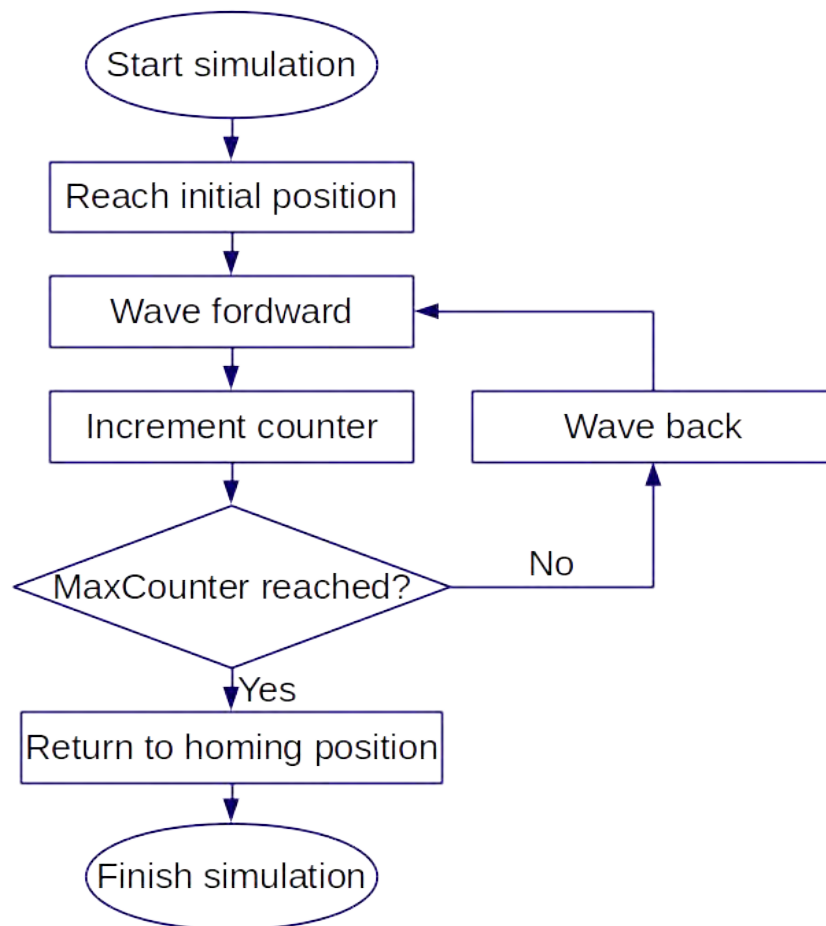 Start simulation
Reach initial position
Wave fordward
Increment counter
Wave back
MaxCounter reached?
No
Yes
Return to homing position
Finish simulation